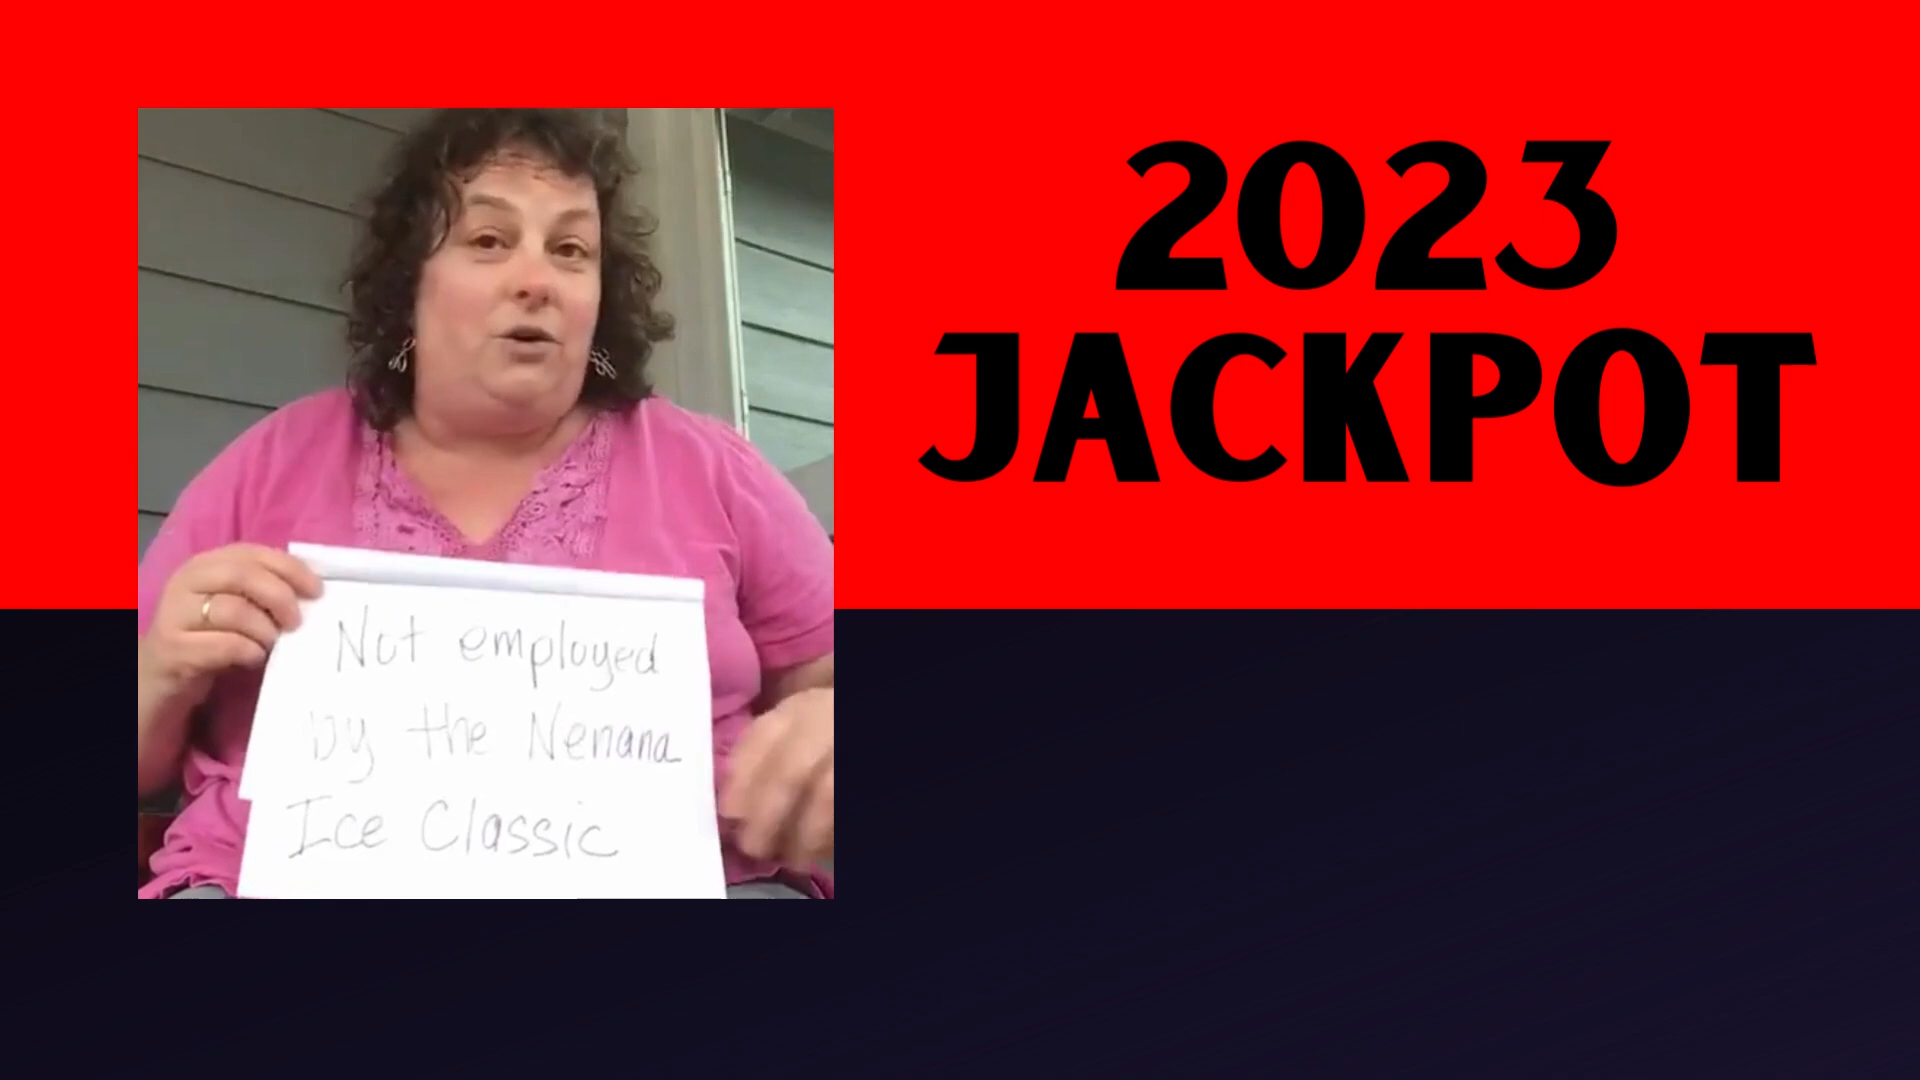 2023
JACKPOT
Not employed
by the Nenana
Ice Classic